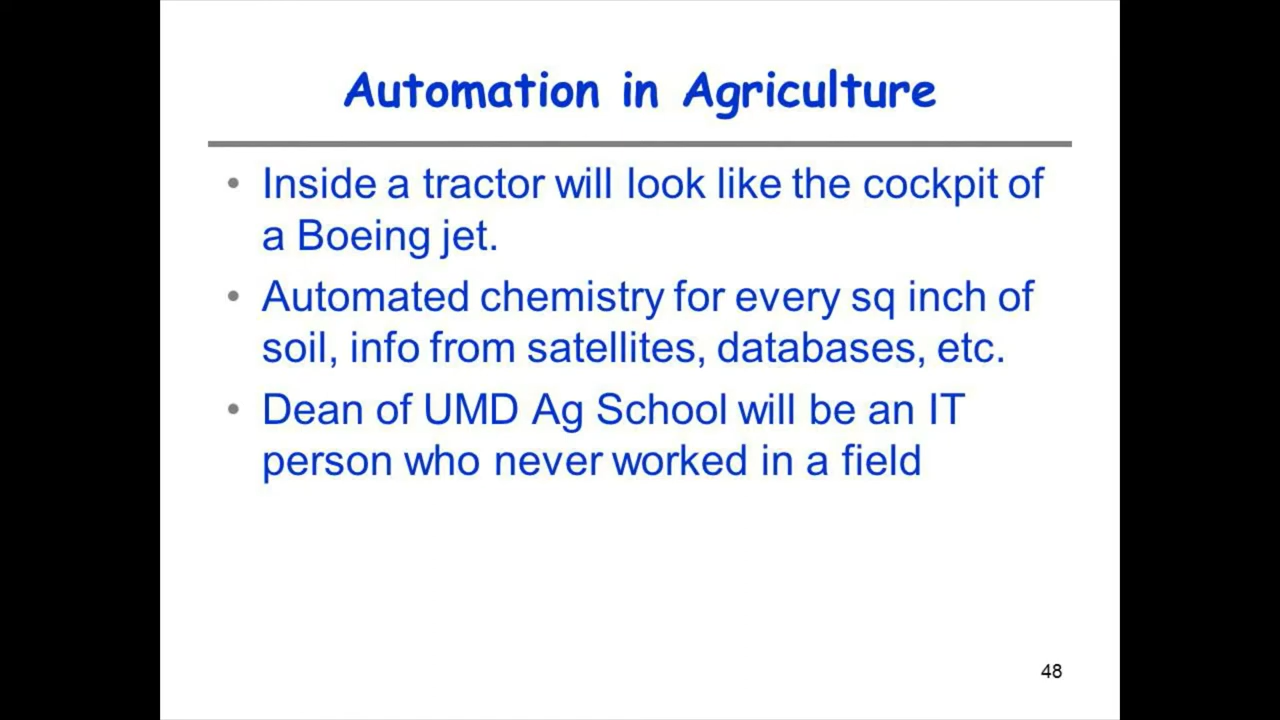 Automation in Agriculture
• Inside a tractor will look like the cockpit of
a Boeing jet.
• Automated chemistry for every sq inch of
soil, info from satellites, databases, etc.
• Dean of UMD Ag School will be an IT
person who never worked in a field
48